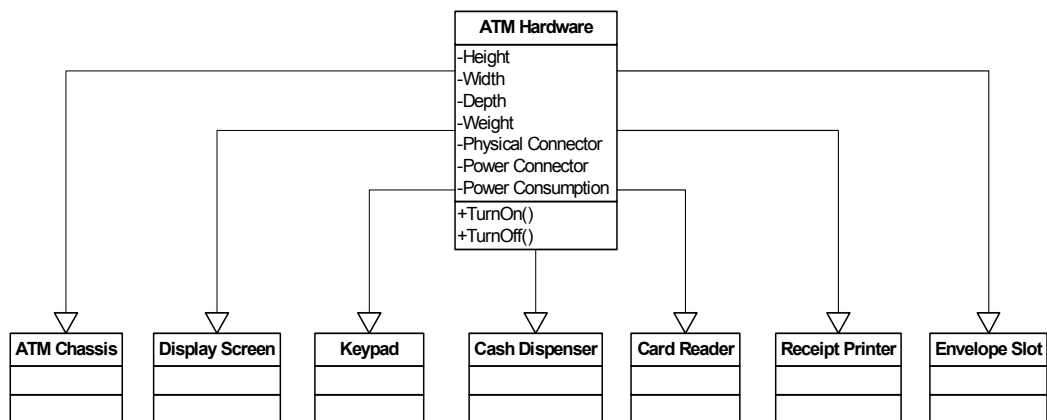 ATM Hardware
-Height
-Width
-Depth
-Weight
-Physical Connector
-Power Connector
-Power Consumption
+TurnOn()
+TurnOff()
ATM Chassis
Display Screen
Keypad
Cash Dispenser
Card Reader
Receipt Printer
Envelope Slot